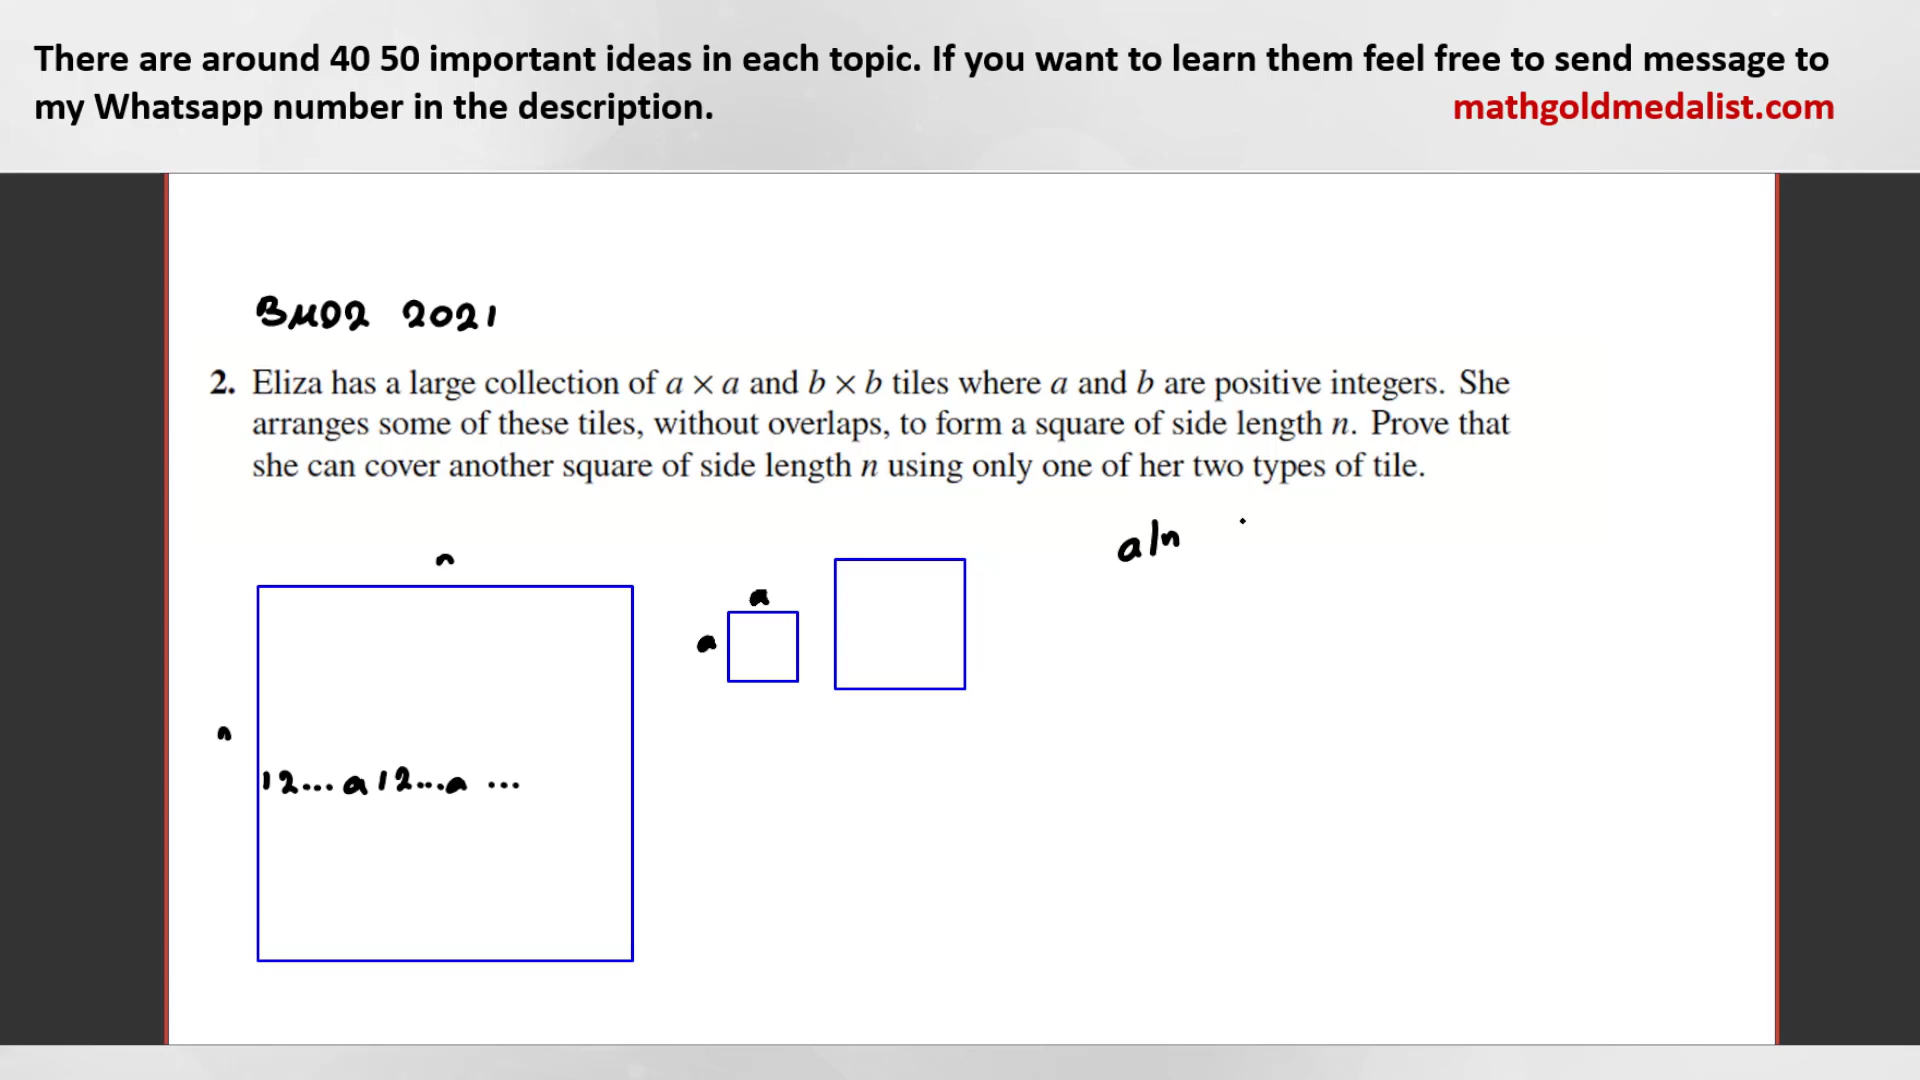 There are around 40 50 important ideas in each topic. If you want to learn them feel free to send message to
my Whatsapp number in the description. mathgoldmedalist.com
BMO2 2021
2. Eliza has a large collection of a × a and b × b tiles where a and b are positive integers. She
arranges some of these tiles, without overlaps, to form a square of side length n. Prove that
she can cover another square of side length n using only one of her two types of tile.
a|n
n
a
a
n
12...a 12...a ...